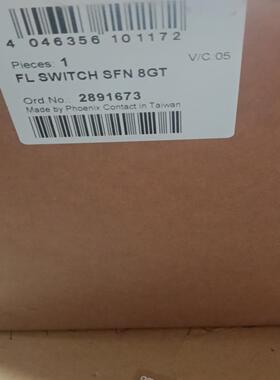 4 046356 101172
Pieces: 1
V/C: 05
FL SWITCH SFN 8GT
Ord No. 2891673
Made by Phoenix Contact in Taiwan